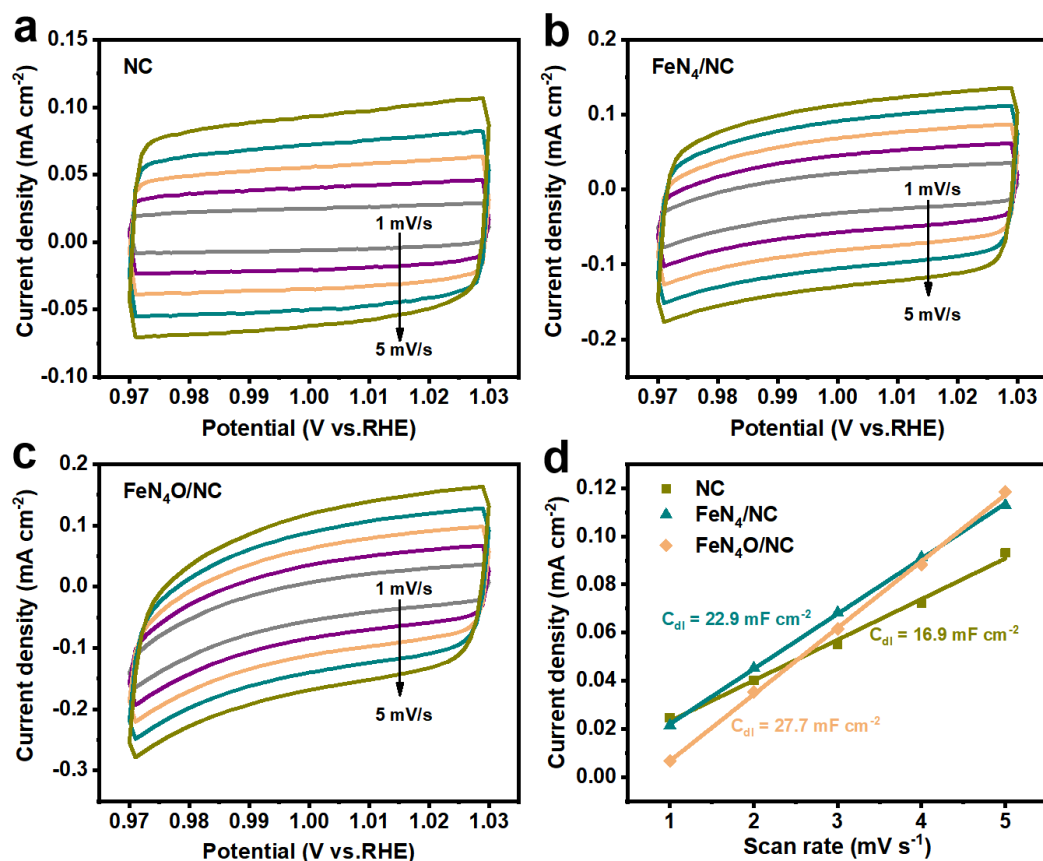 a
NC
0.15
0.10
0.05
0.00
-0.05
-0.10
Current density (mA cm⁻²)
1 mV/s
5 mV/s
0.97 0.98 0.99 1.00 1.01 1.02 1.03
Potential (V vs.RHE)
b
FeN₄/NC
0.2
0.1
0.0
-0.1
-0.2
Current density (mA cm⁻²)
1 mV/s
5 mV/s
0.97 0.98 0.99 1.00 1.01 1.02 1.03
Potential (V vs.RHE)
c
FeN₄O/NC
0.2
0.1
0.0
-0.1
-0.2
-0.3
Current density (mA cm⁻²)
1 mV/s
5 mV/s
0.97 0.98 0.99 1.00 1.01 1.02 1.03
Potential (V vs.RHE)
d
NC
FeN₄/NC
FeN₄O/NC
0.12
0.10
0.08
0.06
0.04
0.02
0.00
Current density (mA cm⁻²)
C_dl = 22.9 mF cm⁻²
C_dl = 16.9 mF cm⁻²
C_dl = 27.7 mF cm⁻²
1 2 3 4 5
Scan rate (mV s⁻¹)